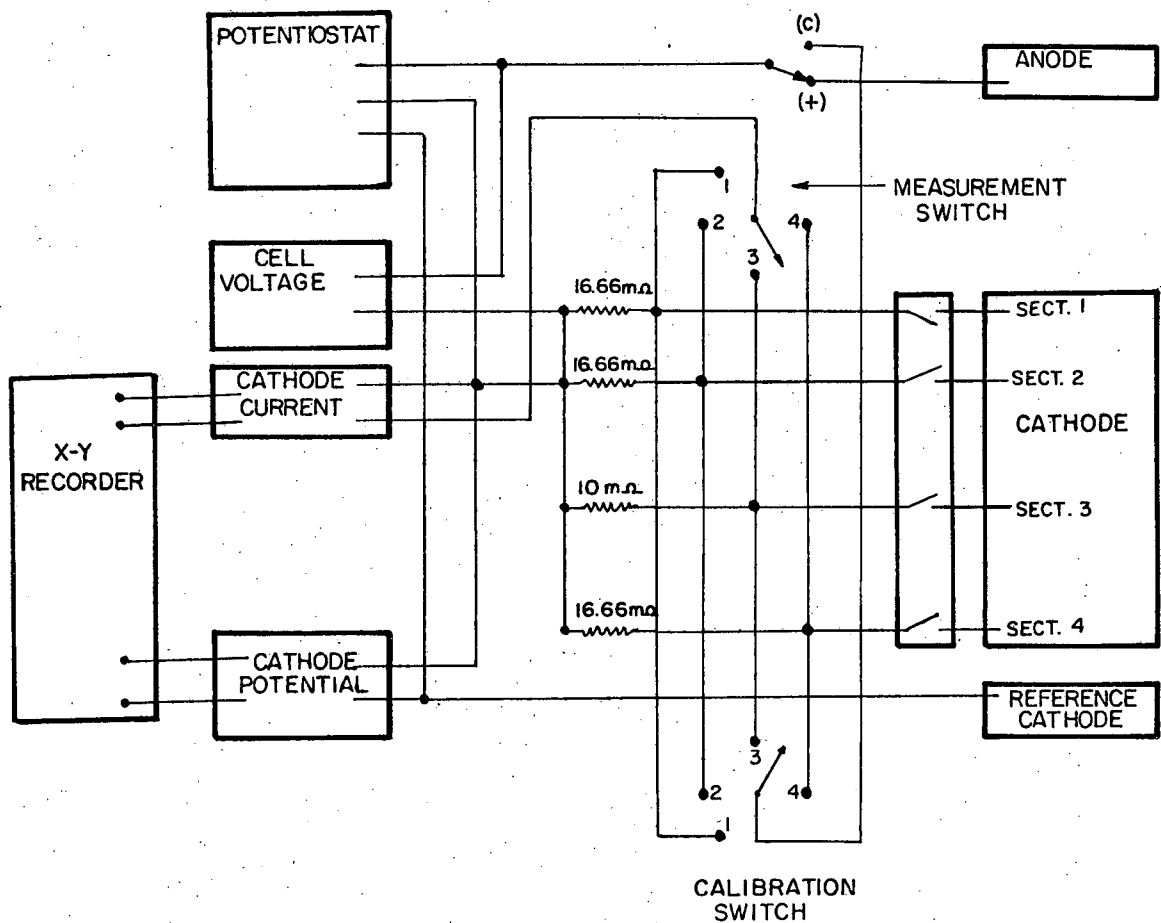 POTENTIOSTAT
(C)
ANODE
(+)
1
MEASUREMENT
SWITCH
2
4
3
CELL
VOLTAGE
16.66mΩ
SECT. 1
16.66mΩ
SECT. 2
CATHODE
CURRENT
CATHODE
X-Y
RECORDER
10 mΩ
SECT. 3
16.66mΩ
SECT. 4
CATHODE
POTENTIAL
REFERENCE
CATHODE
3
2
4
1
CALIBRATION
SWITCH